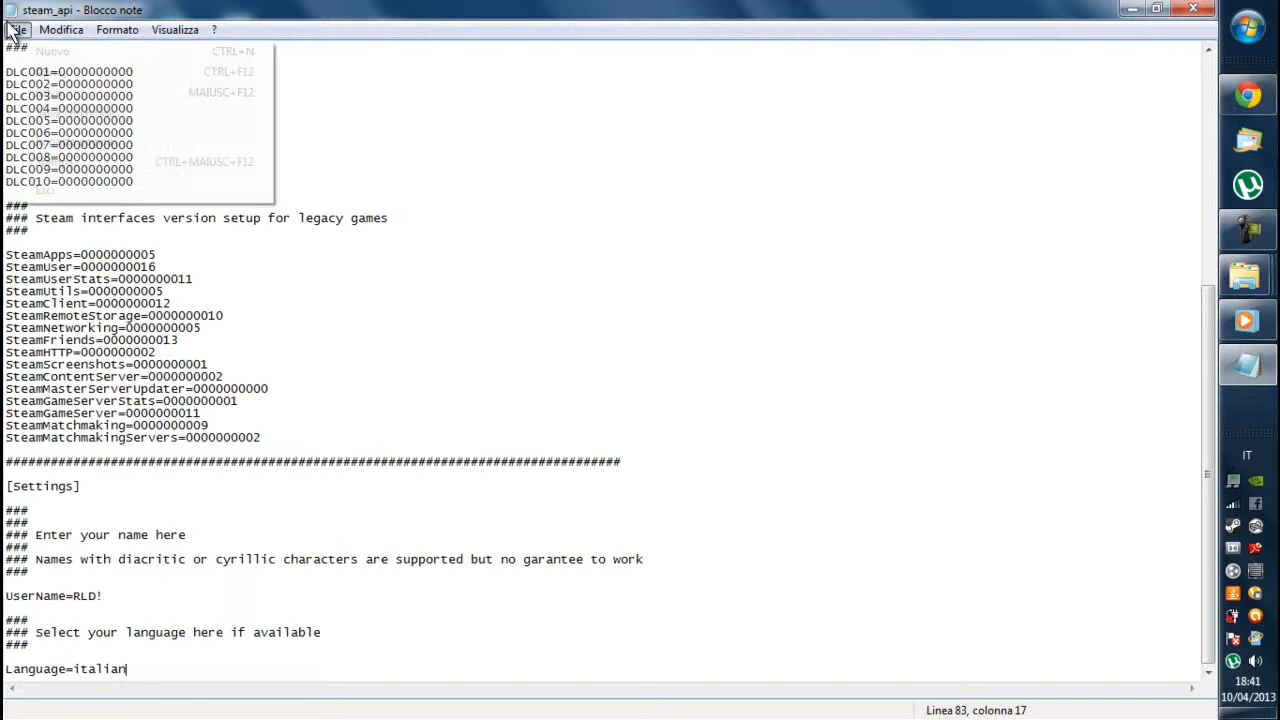 steam_api - Blocco note
File Modifica Formato Visualizza ?
###
Nuovo CTRL+N
DLC001=0000000000 CTRL+F12
DLC002=0000000000
DLC003=0000000000 MAIUSC+F12
DLC004=0000000000
DLC005=0000000000
DLC006=0000000000
DLC007=0000000000
DLC008=0000000000 CTRL+MAIUSC+F12
DLC009=0000000000
DLC010=0000000000
Esci
###
### Steam interfaces version setup for legacy games
###
SteamApps=0000000005
SteamUser=0000000016
SteamUserStats=0000000011
SteamUtils=0000000005
SteamClient=0000000012
SteamRemoteStorage=0000000010
SteamNetworking=0000000005
SteamFriends=0000000013
SteamHTTP=0000000002
SteamScreenshots=0000000001
SteamContentServer=0000000002
SteamMasterServerUpdater=0000000000
SteamGameServerStats=0000000001
SteamGameServer=0000000011
SteamMatchmaking=0000000009
SteamMatchmakingServers=0000000002
##################################################################################
[Settings]
###
###
### Enter your name here
###
### Names with diacritic or cyrillic characters are supported but no garantee to work
###
UserName=RLD!
###
### Select your language here if available
###
Language=italian
Linea 83, colonna 17
IT
18:41
10/04/2013